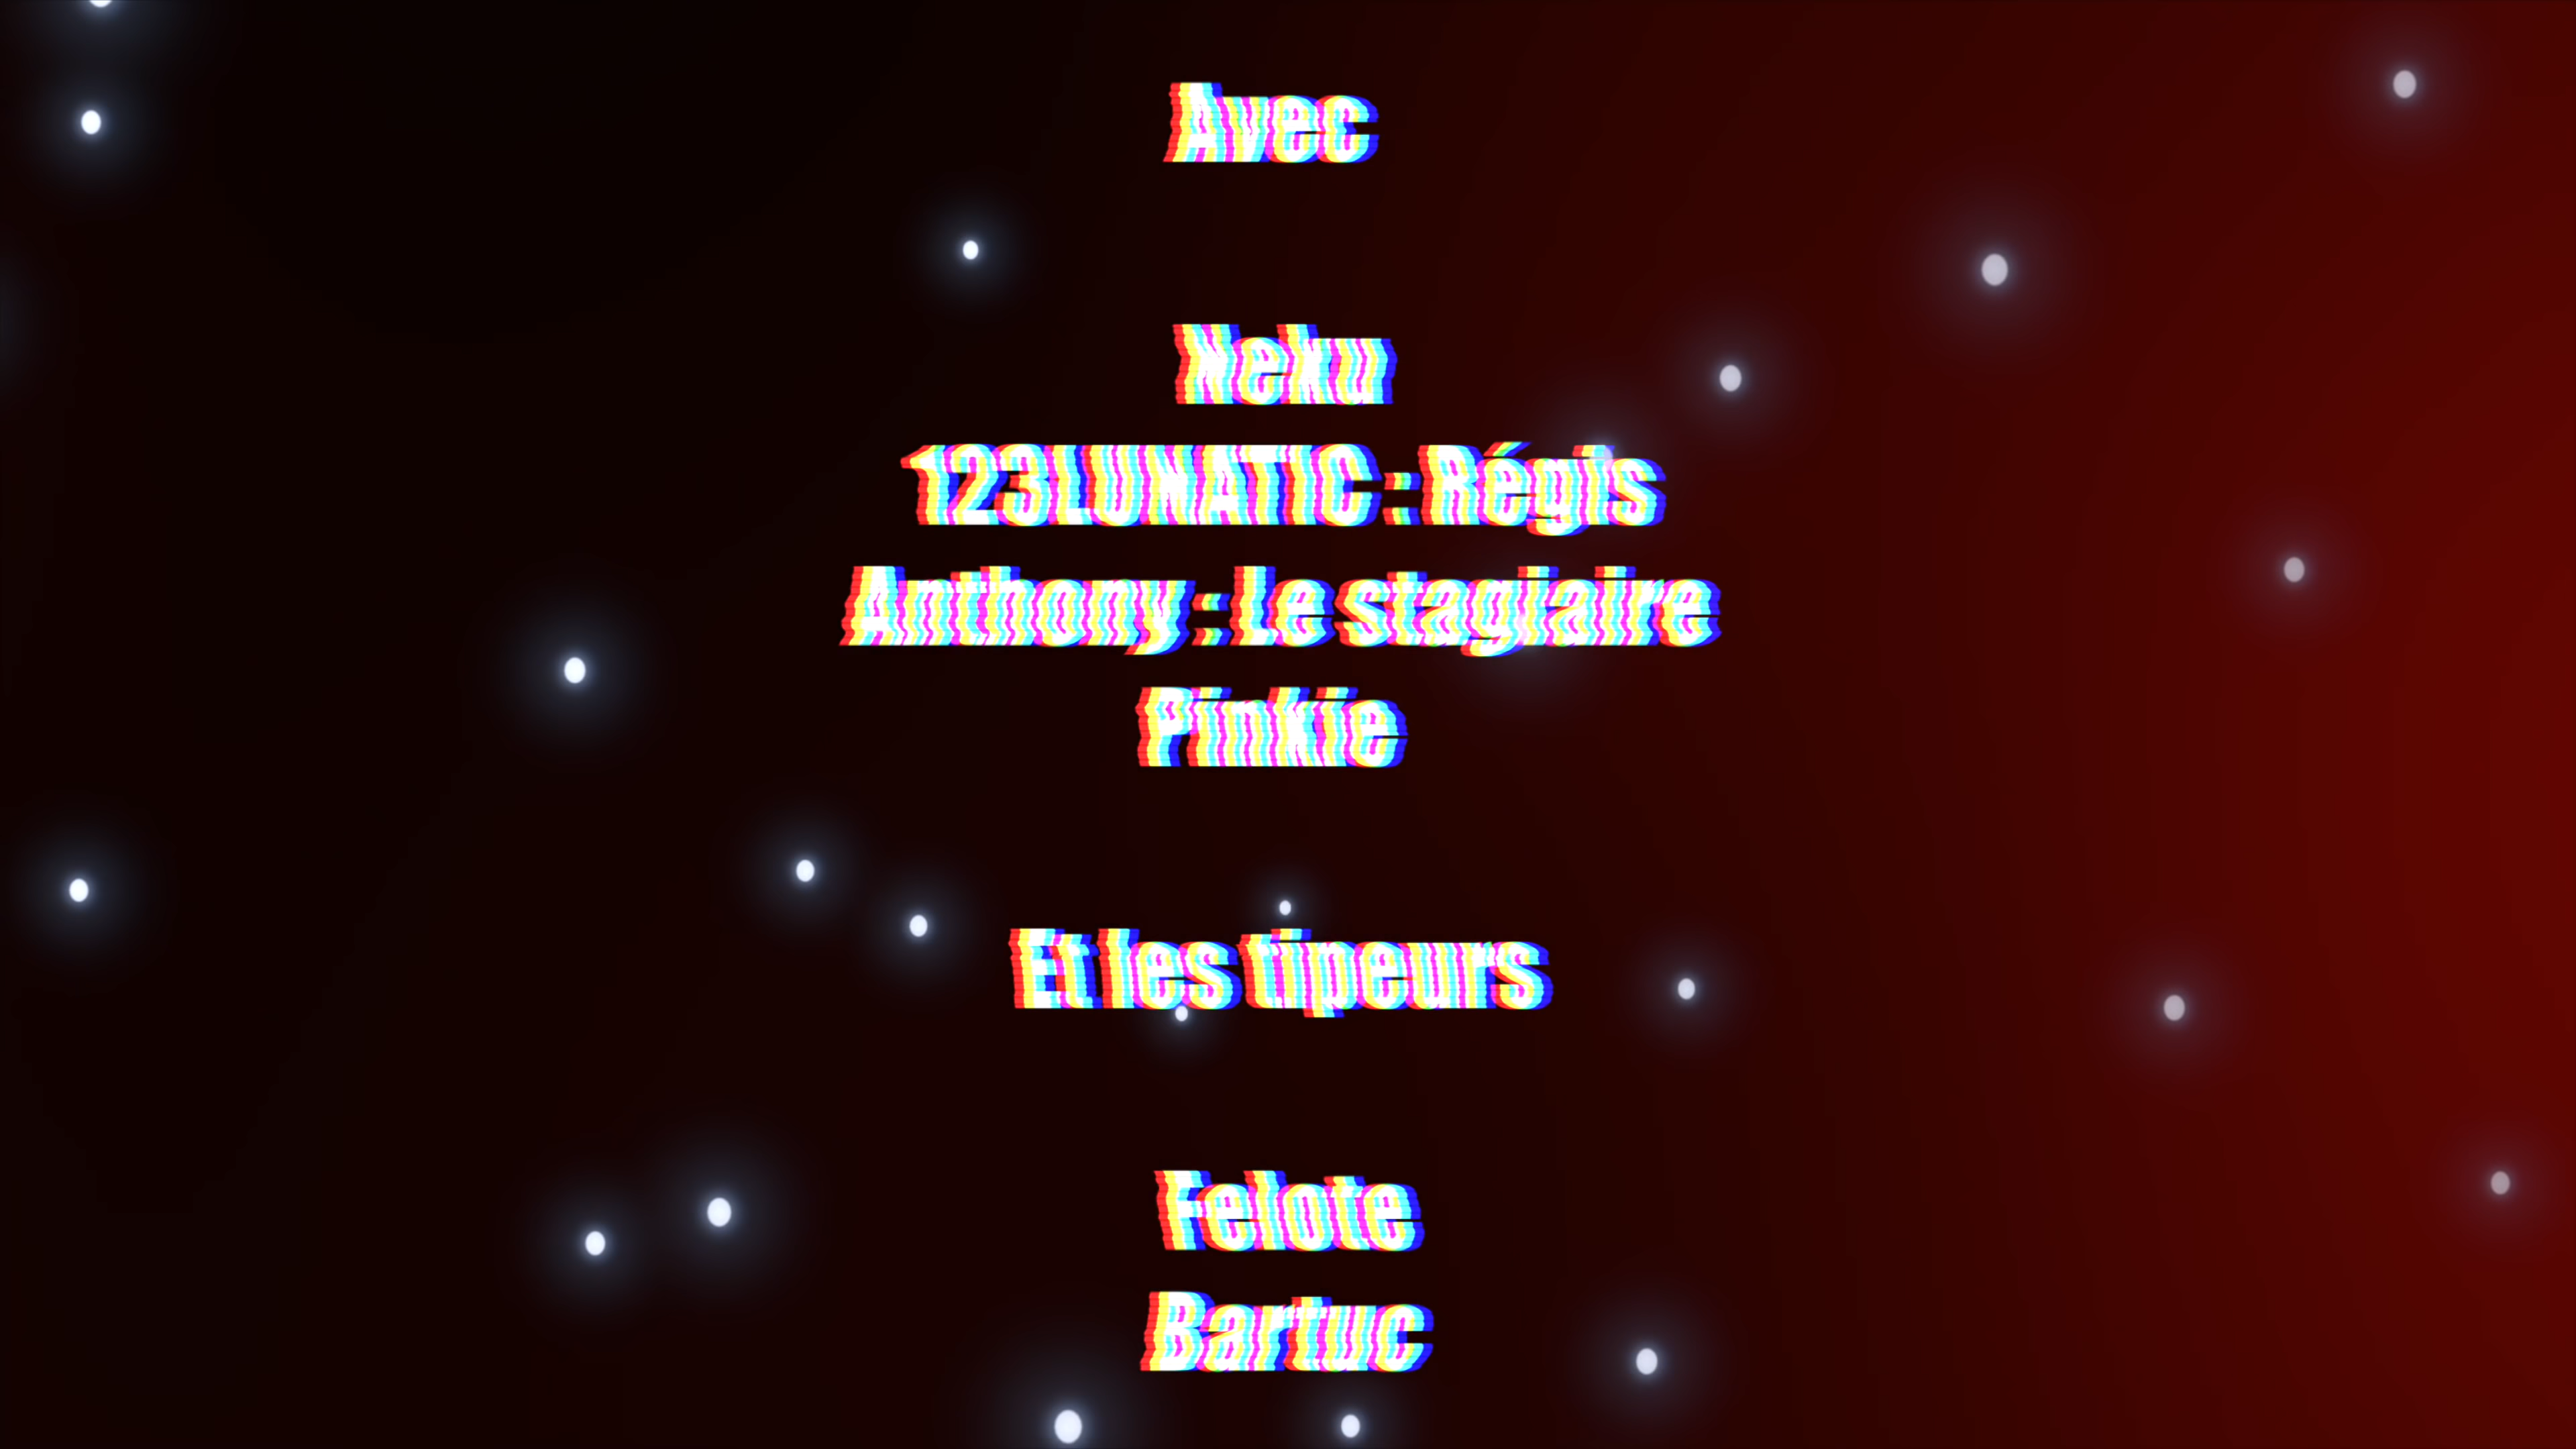 Avec
Neku
123LUNATIC : Régis
Anthony : Le stagiaire
Pinkie
Et les tipeurs
Felote
Bartuc